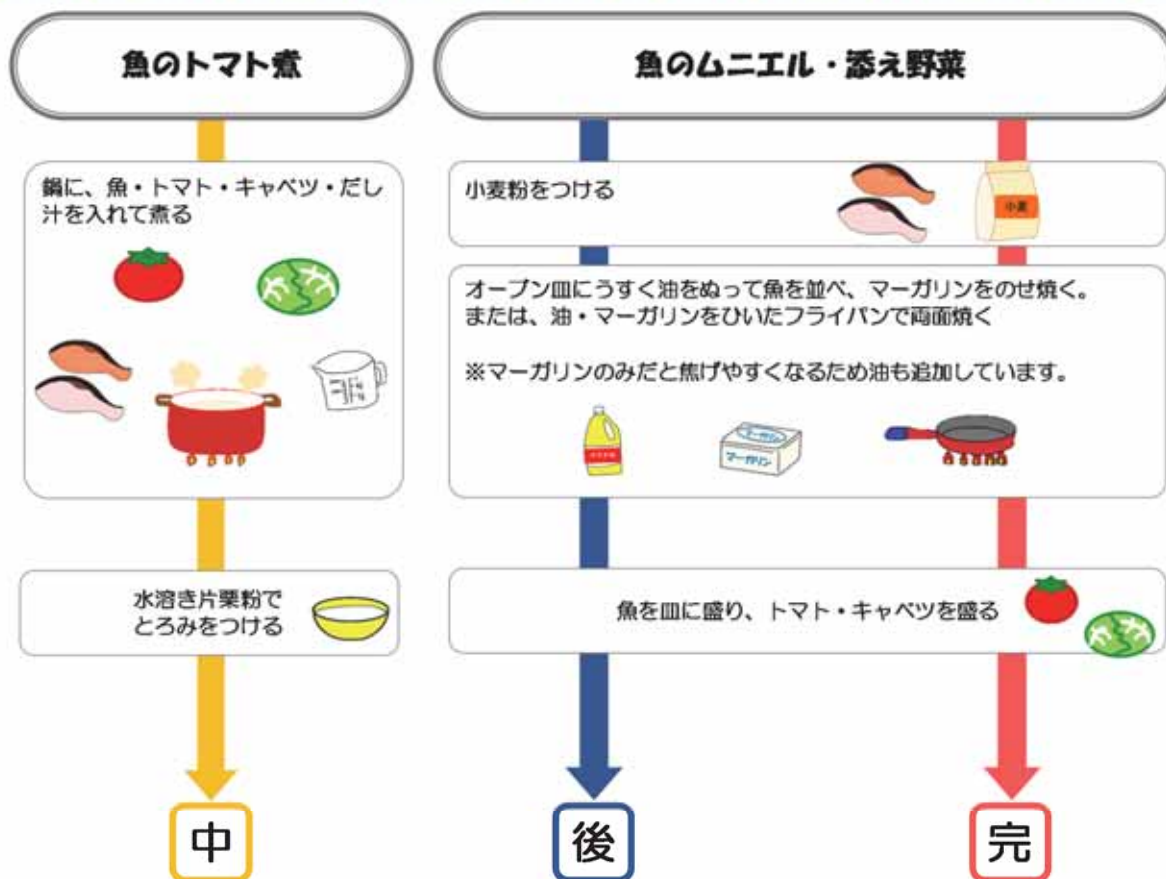 魚のトマト煮
魚のムニエル・添え野菜
鍋に、魚・トマト・キャベツ・だし
汁を入れて煮る
小麦粉をつける
小麦
オーブン皿にうすく油をぬって魚を並べ、マーガリンをのせ焼く。
または、油・マーガリンをひいたフライパンで両面焼く
※マーガリンのみだと焦げやすくなるため油も追加しています。
マーガリン
マーガリン
水溶き片栗粉で
とろみをつける
魚を皿に盛り、トマト・キャベツを盛る
中
後
完